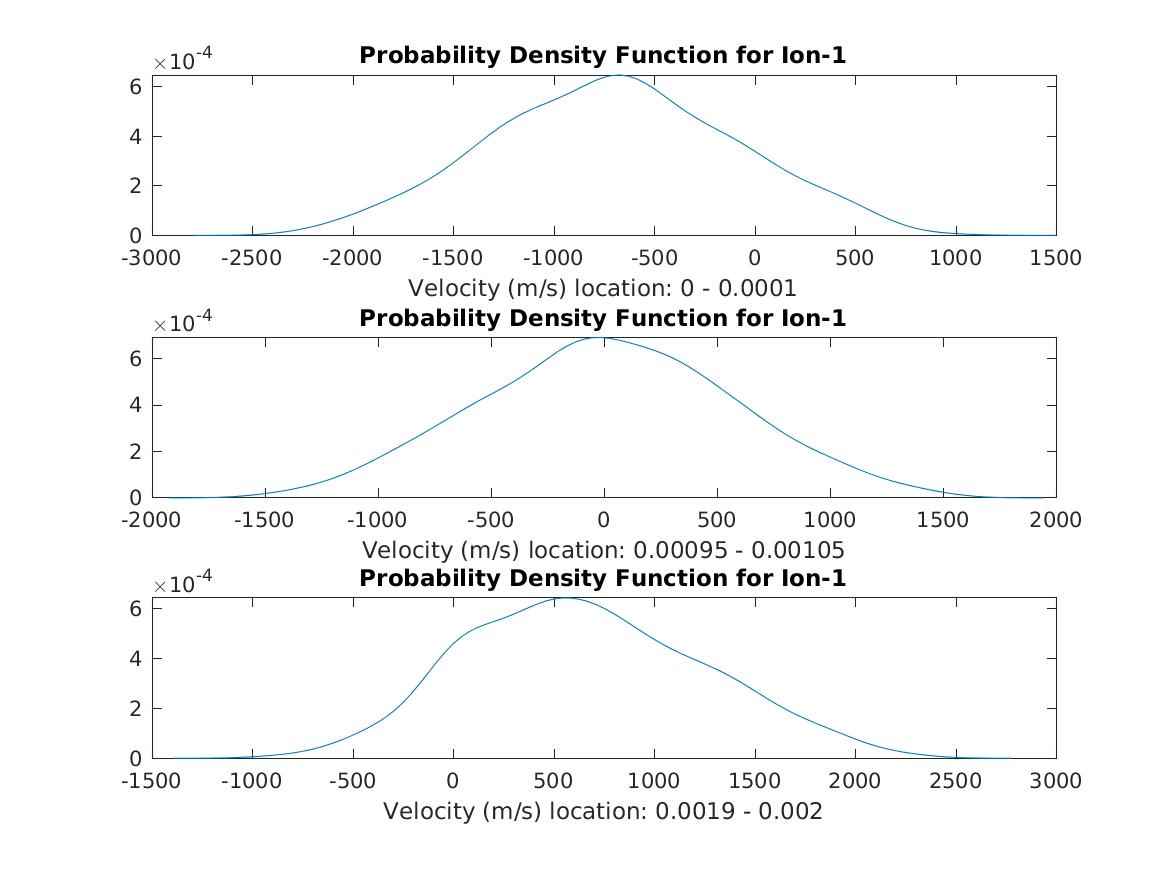 Probability Density Function for Ion-1
×10-4
6
4
2
0
-3000 -2500 -2000 -1500 -1000 -500 0 500 1000 1500
Velocity (m/s) location: 0 - 0.0001
Probability Density Function for Ion-1
×10-4
6
4
2
0
-2000 -1500 -1000 -500 0 500 1000 1500 2000
Velocity (m/s) location: 0.00095 - 0.00105
Probability Density Function for Ion-1
×10-4
6
4
2
0
-1500 -1000 -500 0 500 1000 1500 2000 2500 3000
Velocity (m/s) location: 0.0019 - 0.002